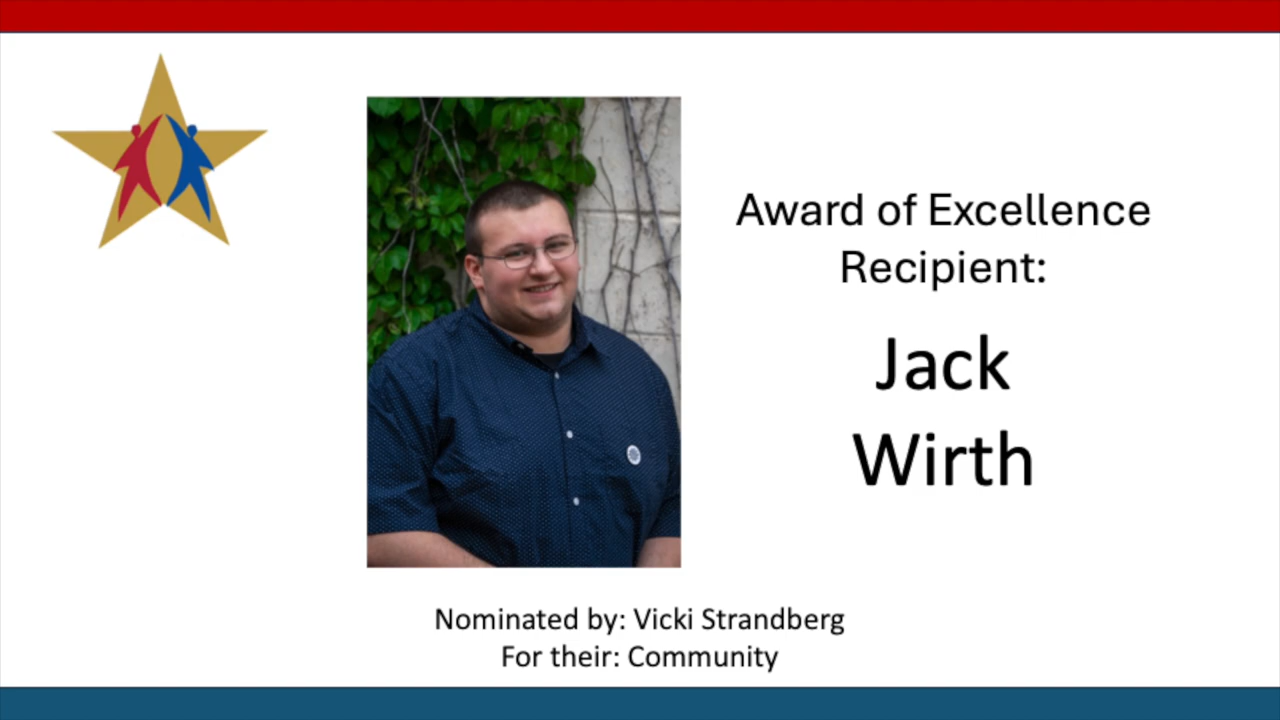 Award of Excellence
Recipient:
Jack
Wirth
Nominated by: Vicki Strandberg
For their: Community